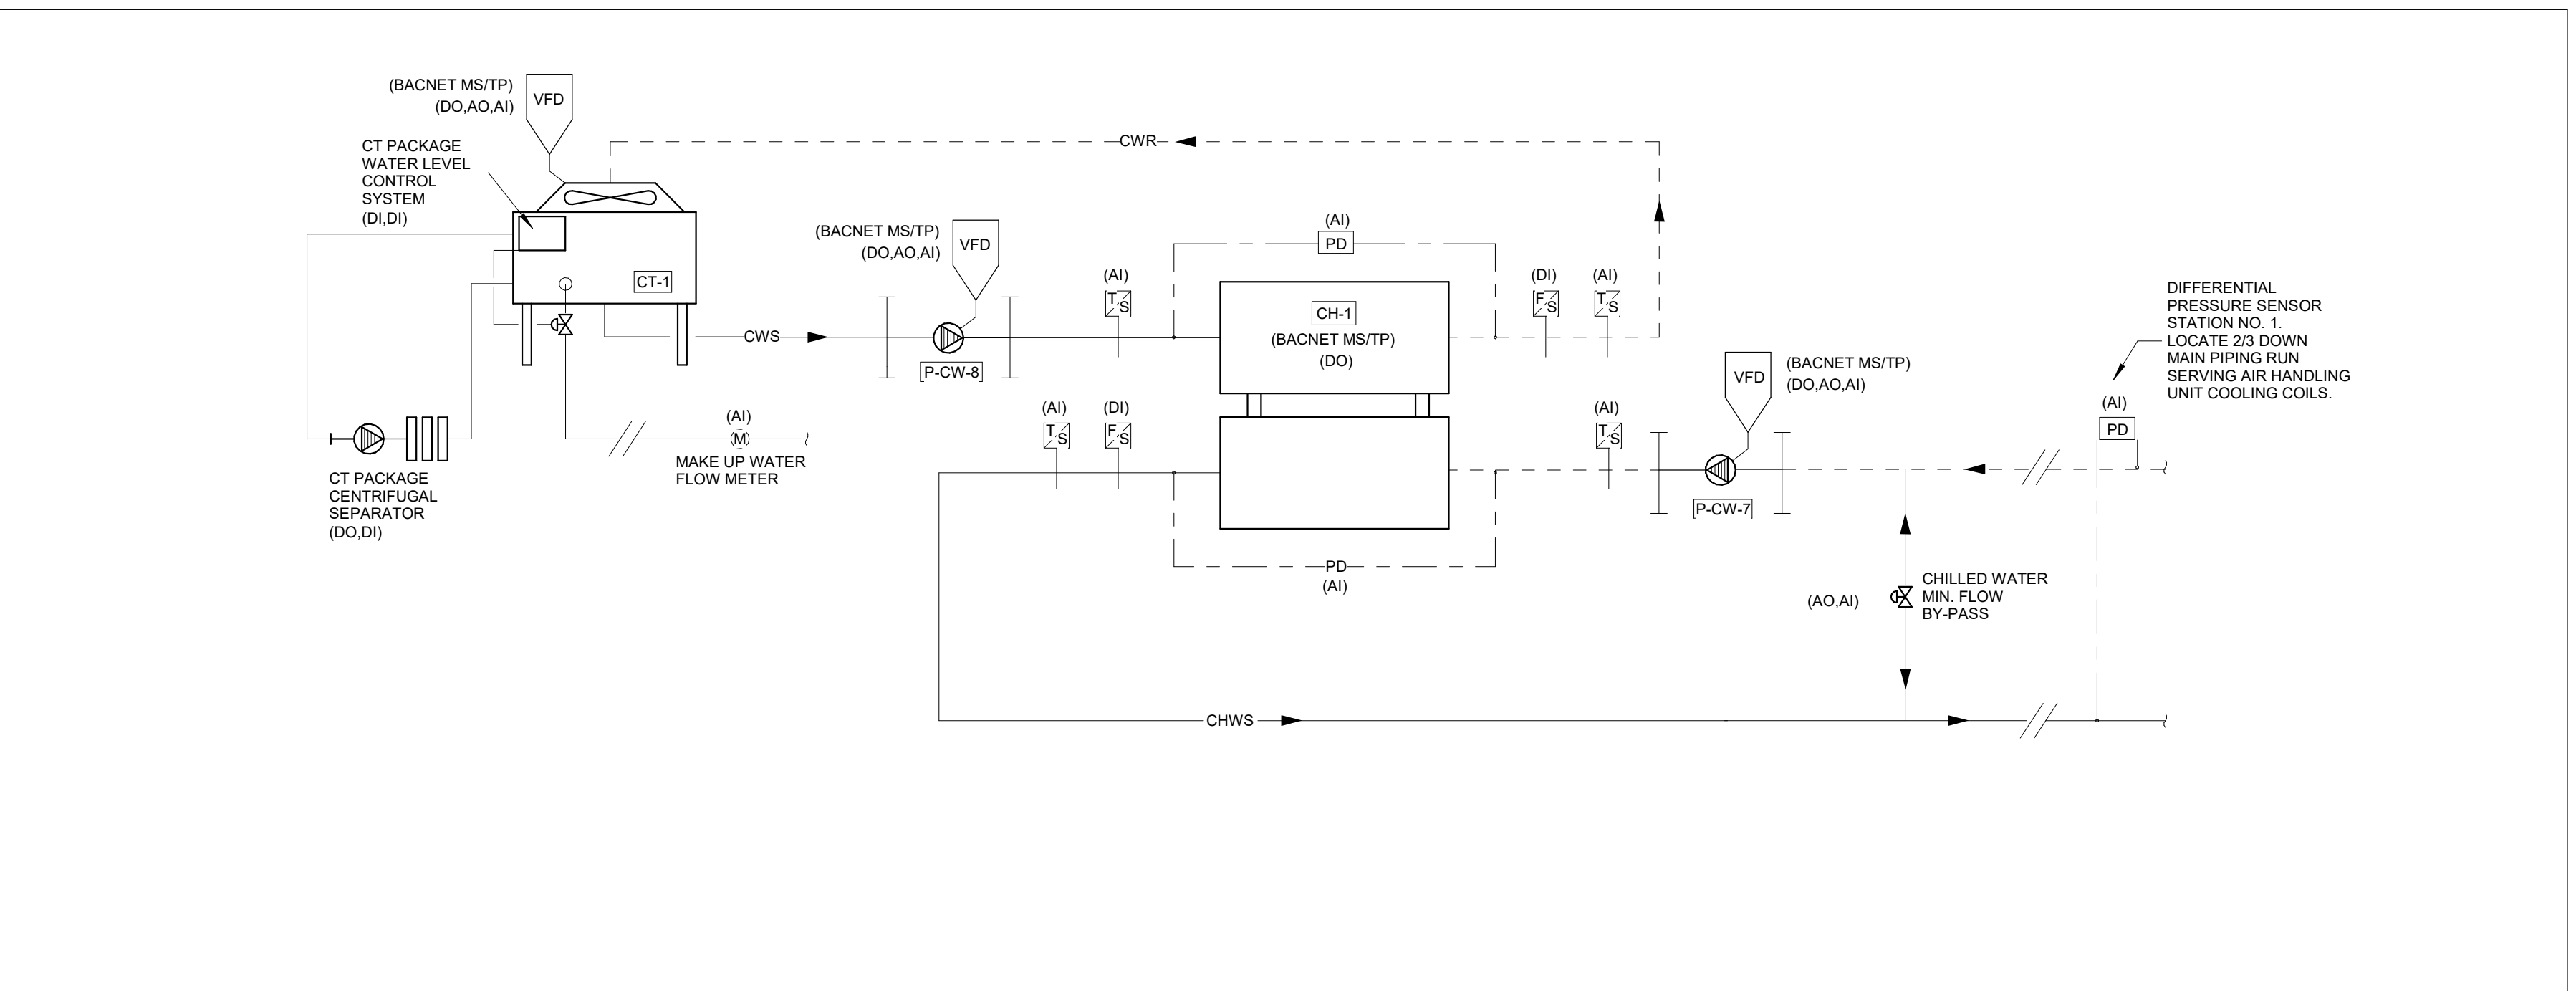 (BACNET MS/TP)
(DO,AO,AI)
VFD
CT PACKAGE
WATER LEVEL
CONTROL
SYSTEM
(DI,DI)
CWR
CT-1
(BACNET MS/TP)
(DO,AO,AI)
VFD
CWS
P-CW-8
(AI)
T S
(AI)
PD
CH-1
(BACNET MS/TP)
(DO)
(DI)
F S
(AI)
T S
DIFFERENTIAL
PRESSURE SENSOR
STATION NO. 1.
LOCATE 2/3 DOWN
MAIN PIPING RUN
SERVING AIR HANDLING
UNIT COOLING COILS.
(AI)
PD
VFD
(BACNET MS/TP)
(DO,AO,AI)
(AI)
T S
(DI)
F S
(AI)
T S
P-CW-7
(AI)
M
MAKE UP WATER
FLOW METER
CT PACKAGE
CENTRIFUGAL
SEPARATOR
(DO,DI)
PD
(AI)
(AO,AI)
CHILLED WATER
MIN. FLOW
BY-PASS
CHWS